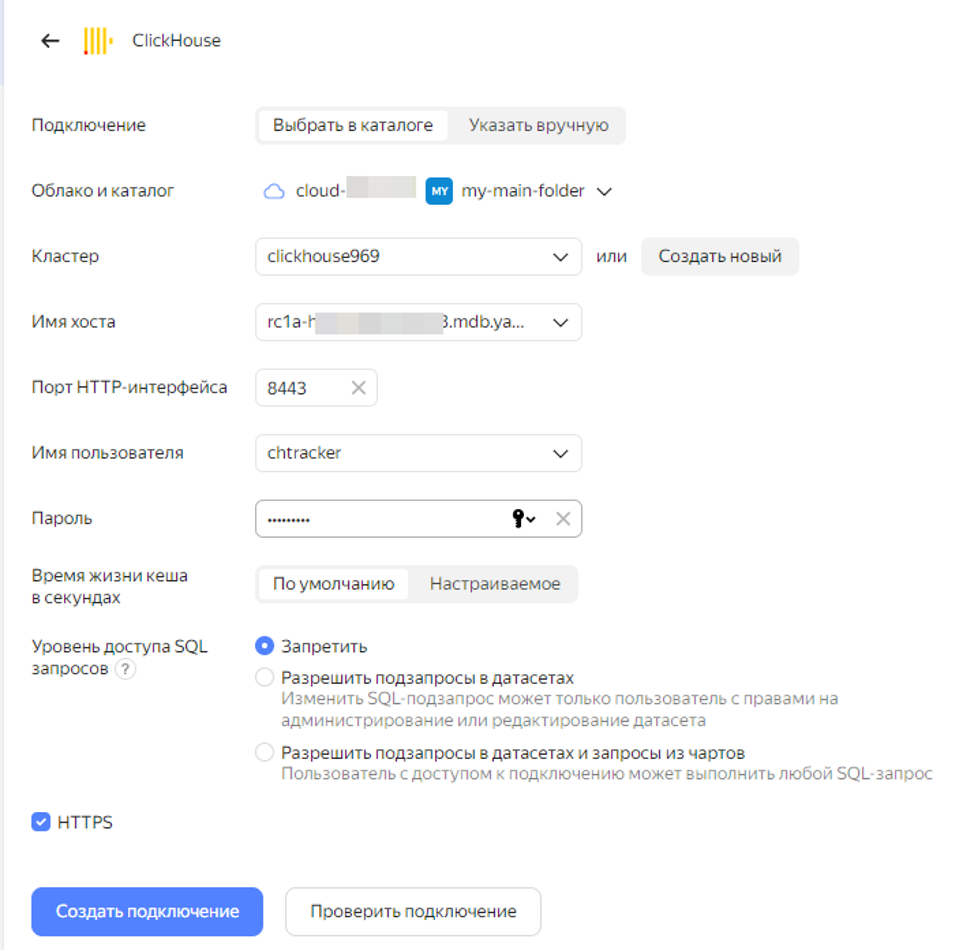 ClickHouse
Подключение Выбрать в каталоге Указать вручную
Облако и каталог cloud- MY my-main-folder
Кластер clickhouse969 или Создать новый
Имя хоста rc1a- .mdb.ya...
Порт HTTP-интерфейса 8443
Имя пользователя chtracker
Пароль •••••••••
Время жизни кеша
в секундах
По умолчанию Настраиваемое
Уровень доступа SQL
запросов ?
Запретить
Разрешить подзапросы в датасетах
Изменить SQL-подзапрос может только пользователь с правами на
администрирование или редактирование датасета
Разрешить подзапросы в датасетах и запросы из чартов
Пользователь с доступом к подключению может выполнить любой SQL-запрос
HTTPS
Создать подключение Проверить подключение